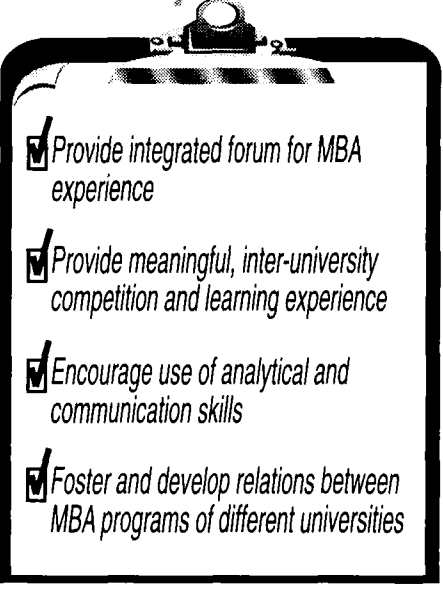 Provide integrated forum for MBA
experience
Provide meaningful, inter-university
competition and learning experience
Encourage use of analytical and
communication skills
Foster and develop relations between
MBA programs of different universities